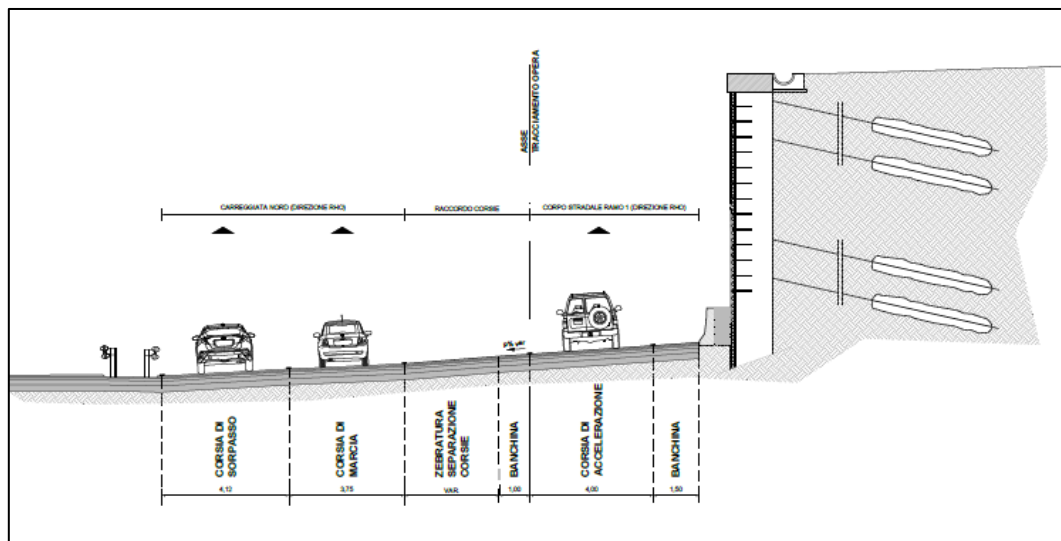 ASSE
TRACCIAMENTO OPERA
CARREGGIATA NORD (DIREZIONE RHO)
RACCORDO CORSIE
CORPO STRADALE RAMO 1 (DIREZIONE RHO)
P% var
CORSIA DI
SORPASSO
CORSIA DI
MARCIA
ZEBRATURA
SEPARAZIONE
CORSIE
BANCHINA
CORSIA DI
ACCELERAZIONE
BANCHINA
4,12
3,75
VAR.
1,00
4,00
1,50